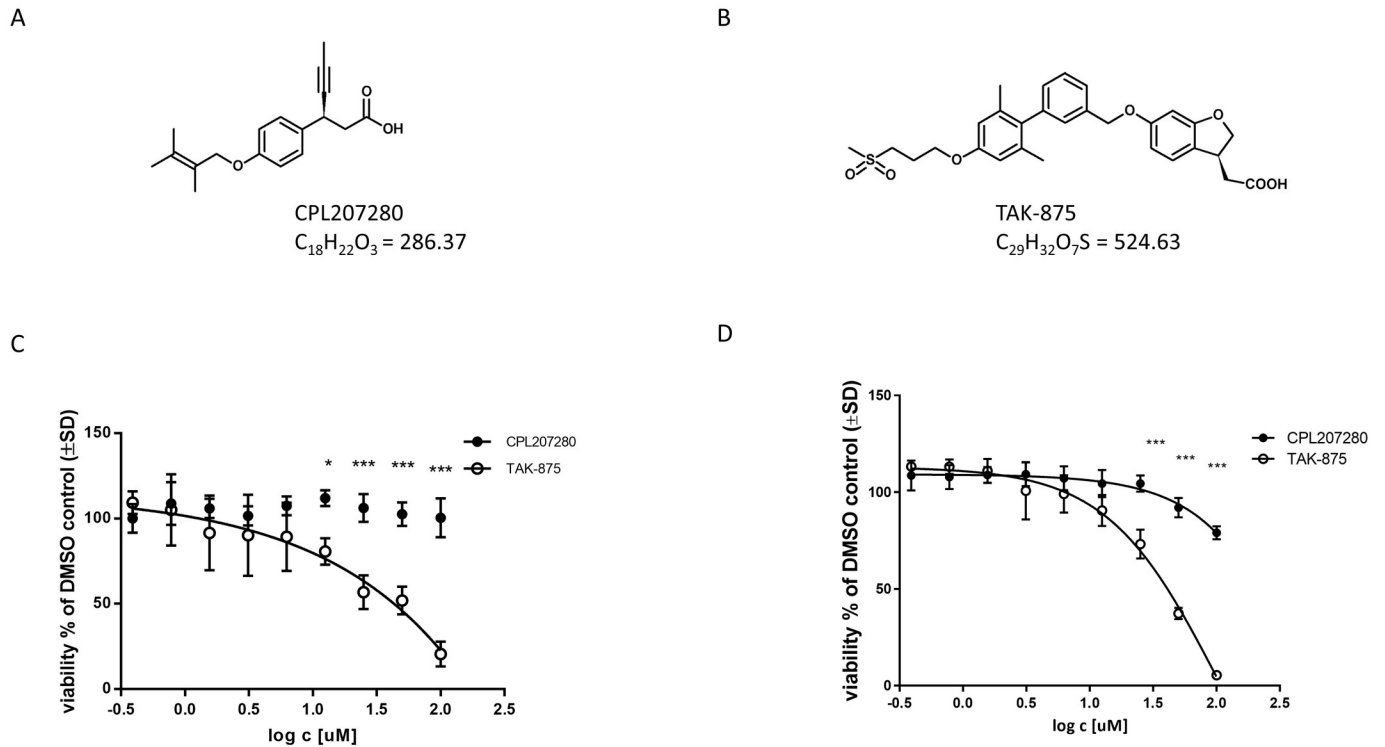 A
B
O
OH
O
CPL207280
C₁₈H₂₂O₃ = 286.37
O
O
S
O
O
O
COOH
TAK-875
C₂₉H₃₂O₇S = 524.63
C
viability % of DMSO control (±SD)
150
100
50
0
-0.5 0.0 0.5 1.0 1.5 2.0 2.5
log c [uM]
CPL207280
TAK-875
* *** *** ***
D
viability % of DMSO control (±SD)
150
100
50
0
-0.5 0.0 0.5 1.0 1.5 2.0 2.5
log c [uM]
CPL207280
TAK-875
*** *** ***